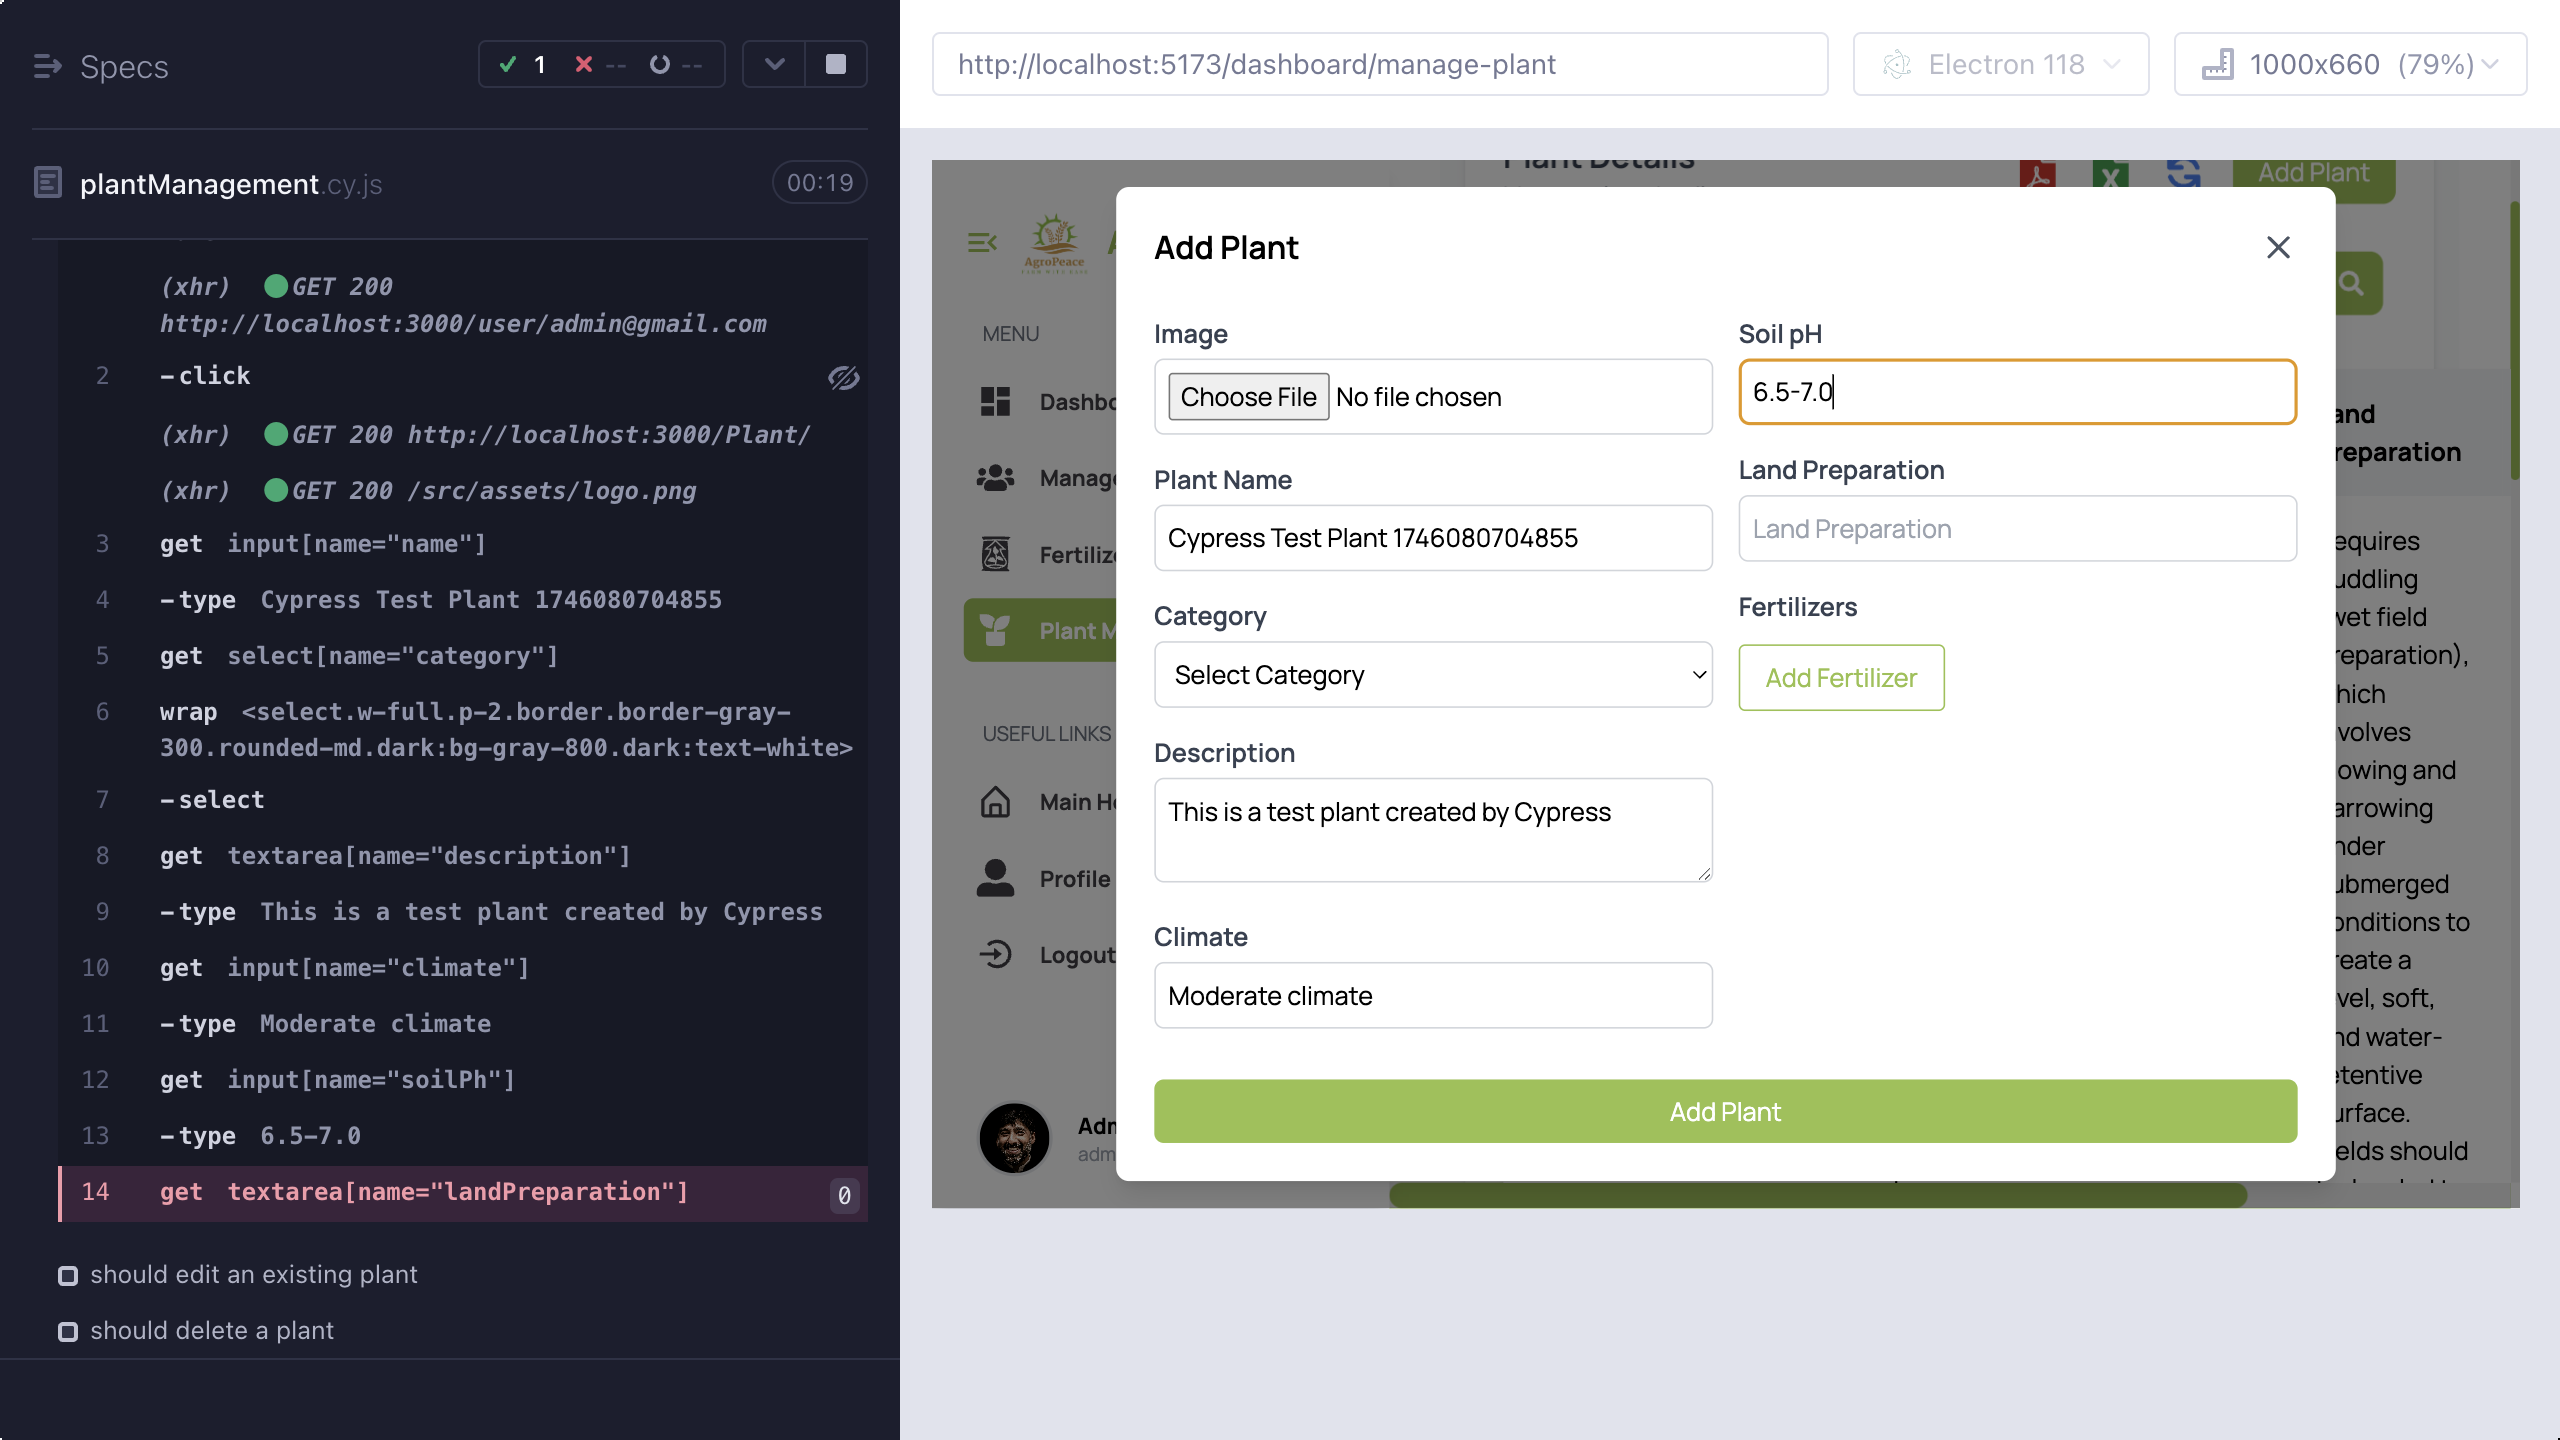 Specs
1
--
--
plantManagement.cy.js
00:19
(xhr) GET 200
http://localhost:3000/user/admin@gmail.com
2 -click
(xhr) GET 200 http://localhost:3000/Plant/
(xhr) GET 200 /src/assets/logo.png
3 get input[name="name"]
4 -type Cypress Test Plant 1746080704855
5 get select[name="category"]
6 wrap <select.w-full.p-2.border.border-gray-
300.rounded-md.dark:bg-gray-800.dark:text-white>
7 -select
8 get textarea[name="description"]
9 -type This is a test plant created by Cypress
10 get input[name="climate"]
11 -type Moderate climate
12 get input[name="soilPh"]
13 -type 6.5-7.0
14 get textarea[name="landPreparation"] 0
should edit an existing plant
should delete a plant
http://localhost:5173/dashboard/manage-plant
Electron 118
1000x660 (79%)
Plant Details
Add Plant
AgroPeace
MENU
Dashbo
Manage
Fertilize
Plant M
USEFUL LINKS
Main Ho
Profile
Logout
Adm
adm
Add Plant
Image
Choose File No file chosen
Plant Name
Cypress Test Plant 1746080704855
Category
Select Category
Description
This is a test plant created by Cypress
Climate
Moderate climate
Soil pH
6.5-7.0
Land Preparation
Land Preparation
Fertilizers
Add Fertilizer
Add Plant
and
reparation
equires
uddling
wet field
reparation),
hich
volves
lowing and
arrowing
nder
ubmerged
onditions to
reate a
evel, soft,
nd water-
etentive
urface.
ields should